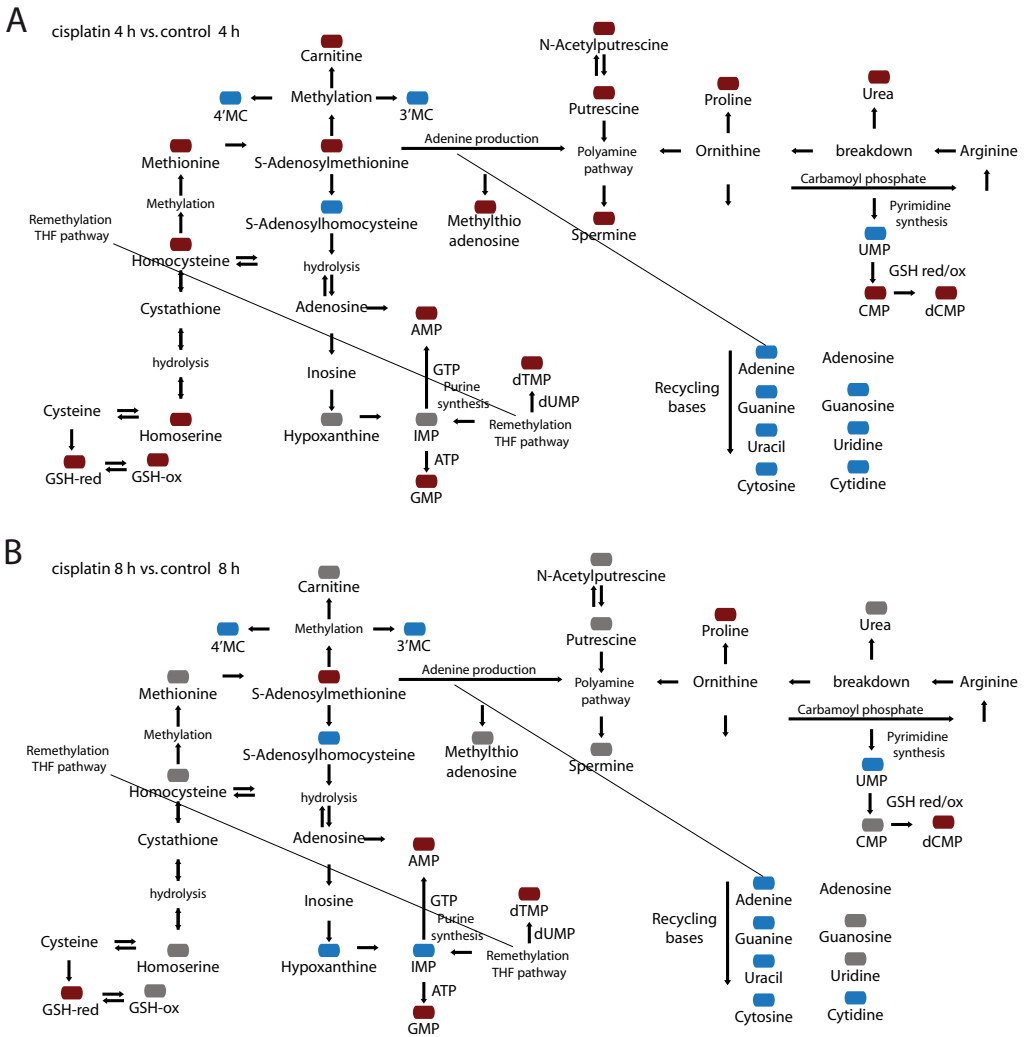 A
cisplatin 4 h vs. control 4 h
Carnitine
Methylation
4'MC
3'MC
Methionine
S-Adenosylmethionine
Adenine production
Methylation
Remethylation
THF pathway
S-Adenosylhomocysteine
Methylthio
adenosine
Homocysteine
hydrolysis
Cystathione
Adenosine
AMP
hydrolysis
Inosine
GTP
Purine
synthesis
dTMP
dUMP
Cysteine
Homoserine
Hypoxanthine
IMP
Remethylation
THF pathway
GSH-red
GSH-ox
ATP
GMP
N-Acetylputrescine
Putrescine
Proline
Urea
Polyamine
pathway
Ornithine
breakdown
Arginine
Carbamoyl phosphate
Spermine
Pyrimidine
synthesis
UMP
GSH red/ox
CMP
dCMP
Recycling
bases
Adenine
Adenosine
Guanine
Guanosine
Uracil
Uridine
Cytosine
Cytidine
B
cisplatin 8 h vs. control 8 h
Carnitine
Methylation
4'MC
3'MC
Methionine
S-Adenosylmethionine
Adenine production
Methylation
Remethylation
THF pathway
S-Adenosylhomocysteine
Methylthio
adenosine
Homocysteine
hydrolysis
Cystathione
Adenosine
AMP
hydrolysis
Inosine
GTP
Purine
synthesis
dTMP
dUMP
Cysteine
Homoserine
Hypoxanthine
IMP
Remethylation
THF pathway
GSH-red
GSH-ox
ATP
GMP
N-Acetylputrescine
Putrescine
Proline
Urea
Polyamine
pathway
Ornithine
breakdown
Arginine
Carbamoyl phosphate
Spermine
Pyrimidine
synthesis
UMP
GSH red/ox
CMP
dCMP
Recycling
bases
Adenine
Adenosine
Guanine
Guanosine
Uracil
Uridine
Cytosine
Cytidine